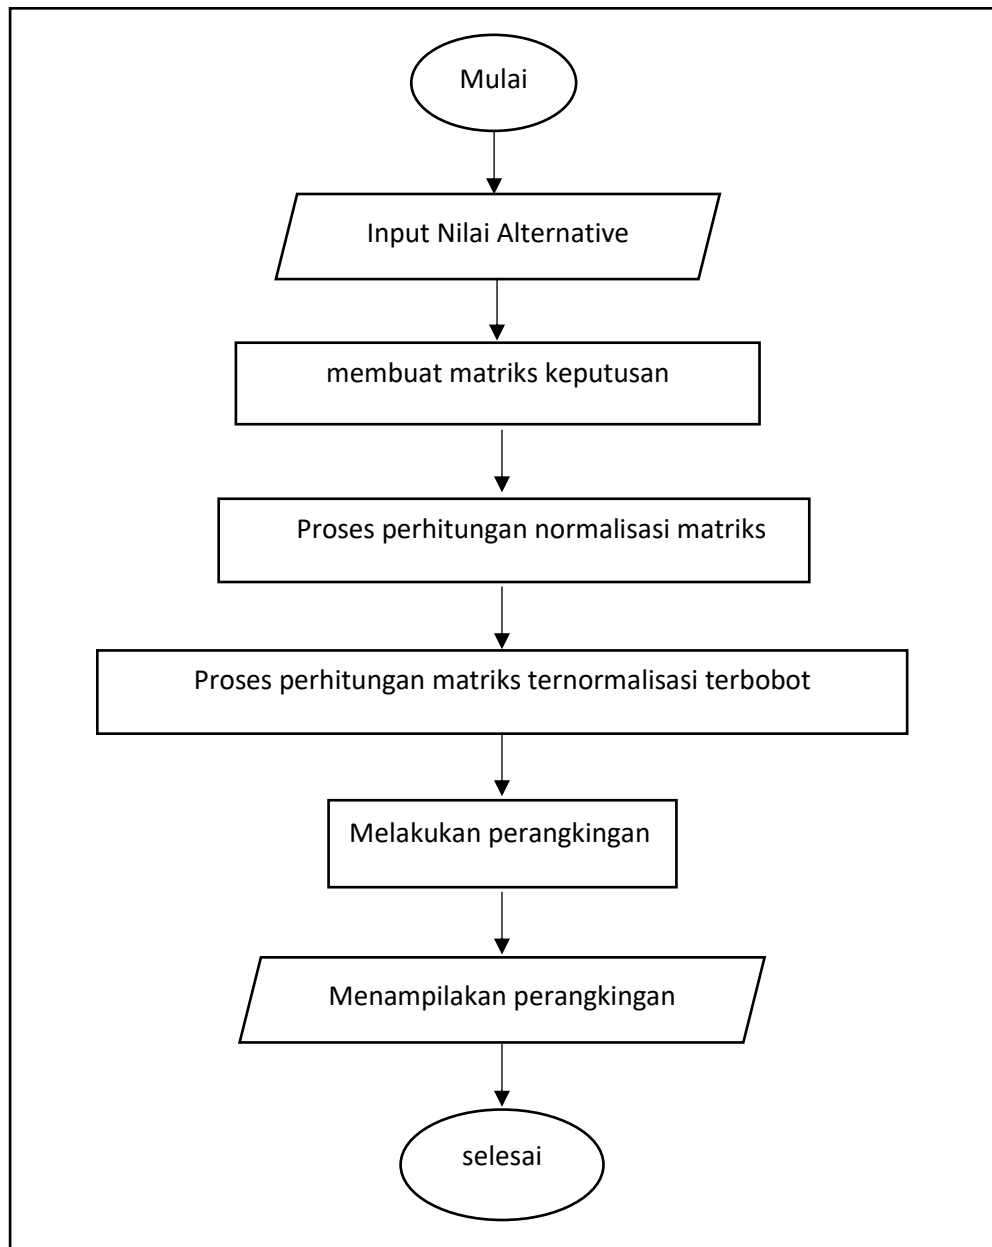 Mulai
Input Nilai Alternative
membuat matriks keputusan
Proses perhitungan normalisasi matriks
Proses perhitungan matriks ternormalisasi terbobot
Melakukan perangkingan
Menampilakan perangkingan
selesai